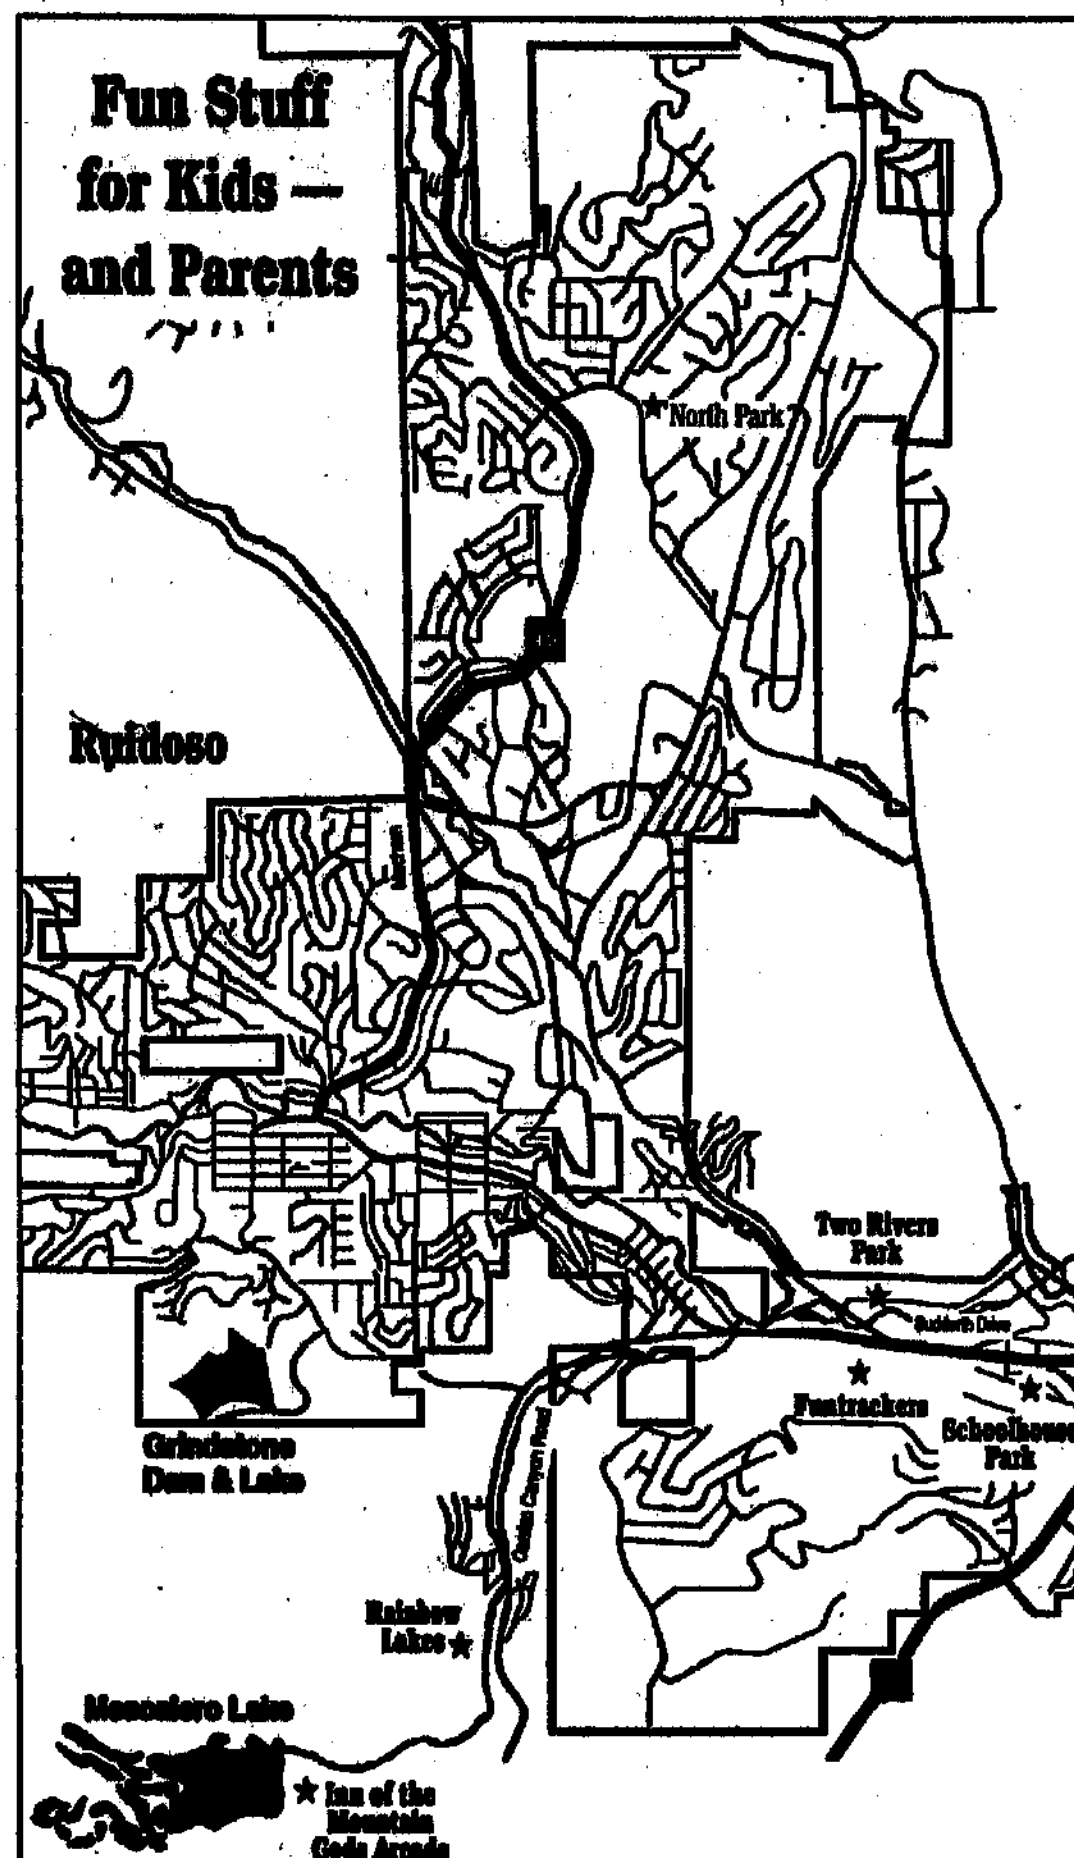 Fun Stuff
for Kids —
and Parents
North Park
Ruidoso
Two Rivers
Park
Sudderth Drive
Funtrackers
Schoolhouse
Park
Grindstone
Dam & Lake
Canyon Road
Rainbow
Lakes
Mescalero Lake
Inn of the
Mountain
Gods Arcade